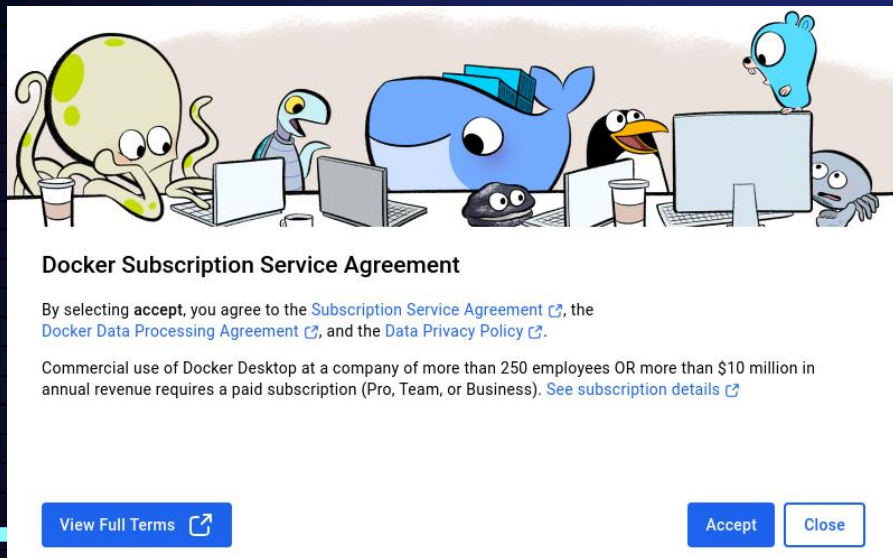 Docker Subscription Service Agreement
By selecting accept, you agree to the Subscription Service Agreement, the
Docker Data Processing Agreement, and the Data Privacy Policy.
Commercial use of Docker Desktop at a company of more than 250 employees OR more than $10 million in
annual revenue requires a paid subscription (Pro, Team, or Business). See subscription details
View Full Terms
Accept
Close